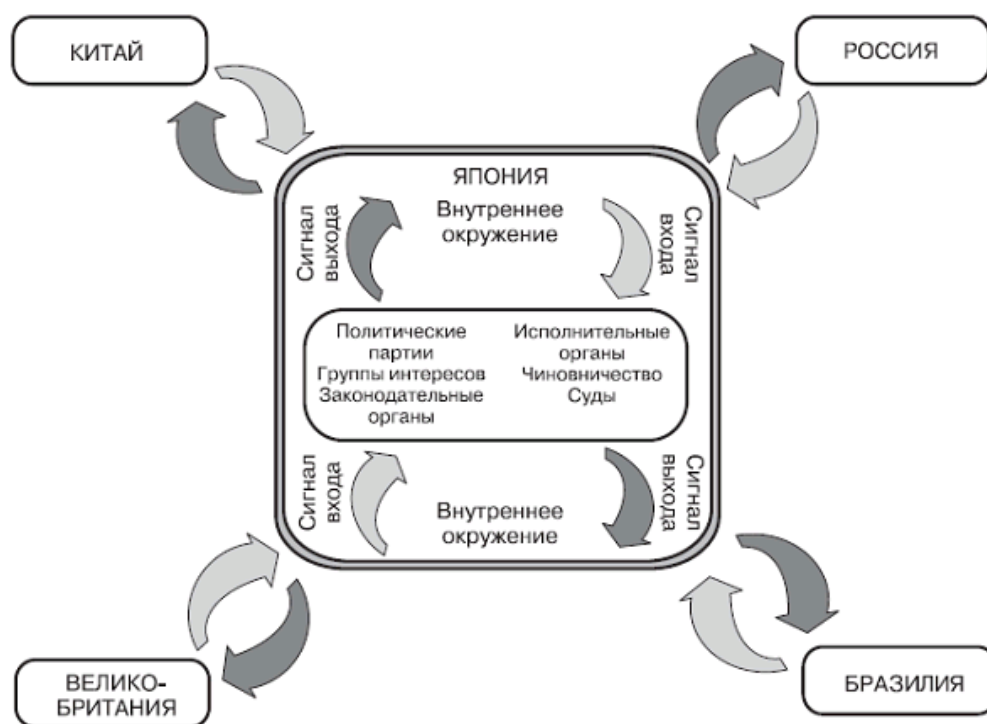 КИТАЙ
РОССИЯ
ЯПОНИЯ
Внутреннее
окружение
Сигнал
выхода
Сигнал
входа
Политические
партии
Группы интересов
Законодательные
органы
Исполнительные
органы
Чиновничество
Суды
Сигнал
входа
Внутреннее
окружение
Сигнал
выхода
ВЕЛИКО-
БРИТАНИЯ
БРАЗИЛИЯ